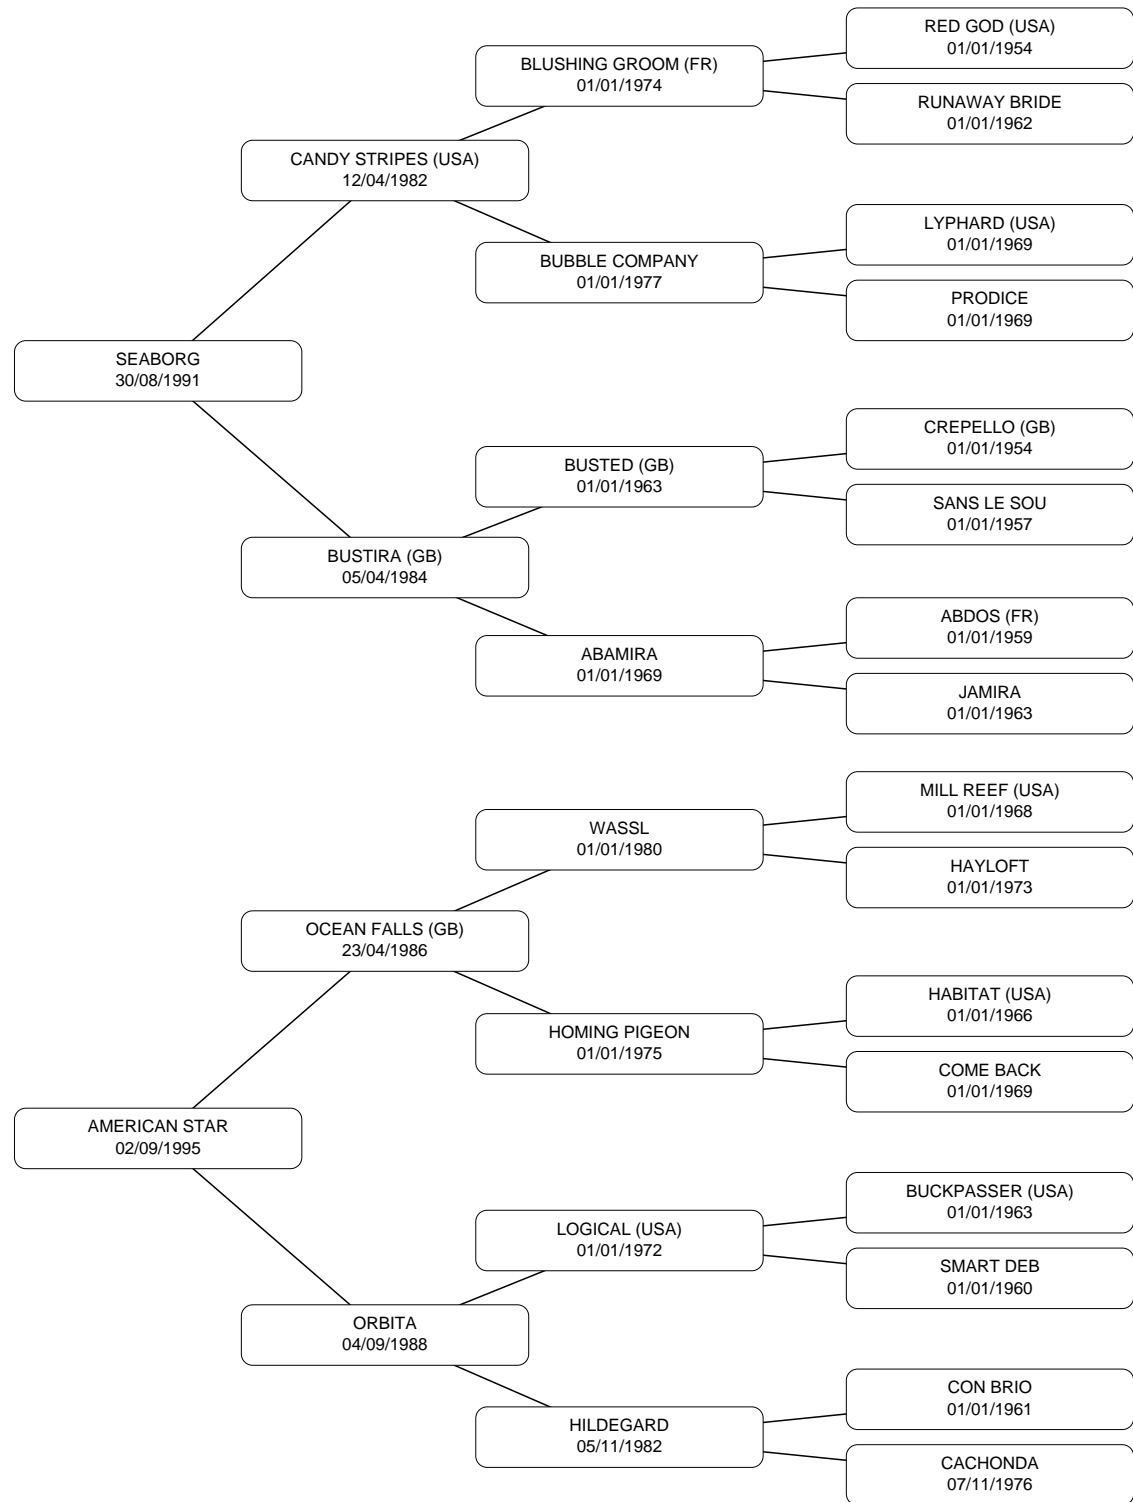 RED GOD (USA)
01/01/1954
BLUSHING GROOM (FR)
01/01/1974
RUNAWAY BRIDE
01/01/1962
CANDY STRIPES (USA)
12/04/1982
LYPHARD (USA)
01/01/1969
BUBBLE COMPANY
01/01/1977
PRODICE
01/01/1969
SEABORG
30/08/1991
CREPELLO (GB)
01/01/1954
BUSTED (GB)
01/01/1963
SANS LE SOU
01/01/1957
BUSTIRA (GB)
05/04/1984
ABDOS (FR)
01/01/1959
ABAMIRA
01/01/1969
JAMIRA
01/01/1963
MILL REEF (USA)
01/01/1968
WASSL
01/01/1980
HAYLOFT
01/01/1973
OCEAN FALLS (GB)
23/04/1986
HABITAT (USA)
01/01/1966
HOMING PIGEON
01/01/1975
COME BACK
01/01/1969
AMERICAN STAR
02/09/1995
BUCKPASSER (USA)
01/01/1963
LOGICAL (USA)
01/01/1972
SMART DEB
01/01/1960
ORBITA
04/09/1988
CON BRIO
01/01/1961
HILDEGARD
05/11/1982
CACHONDA
07/11/1976